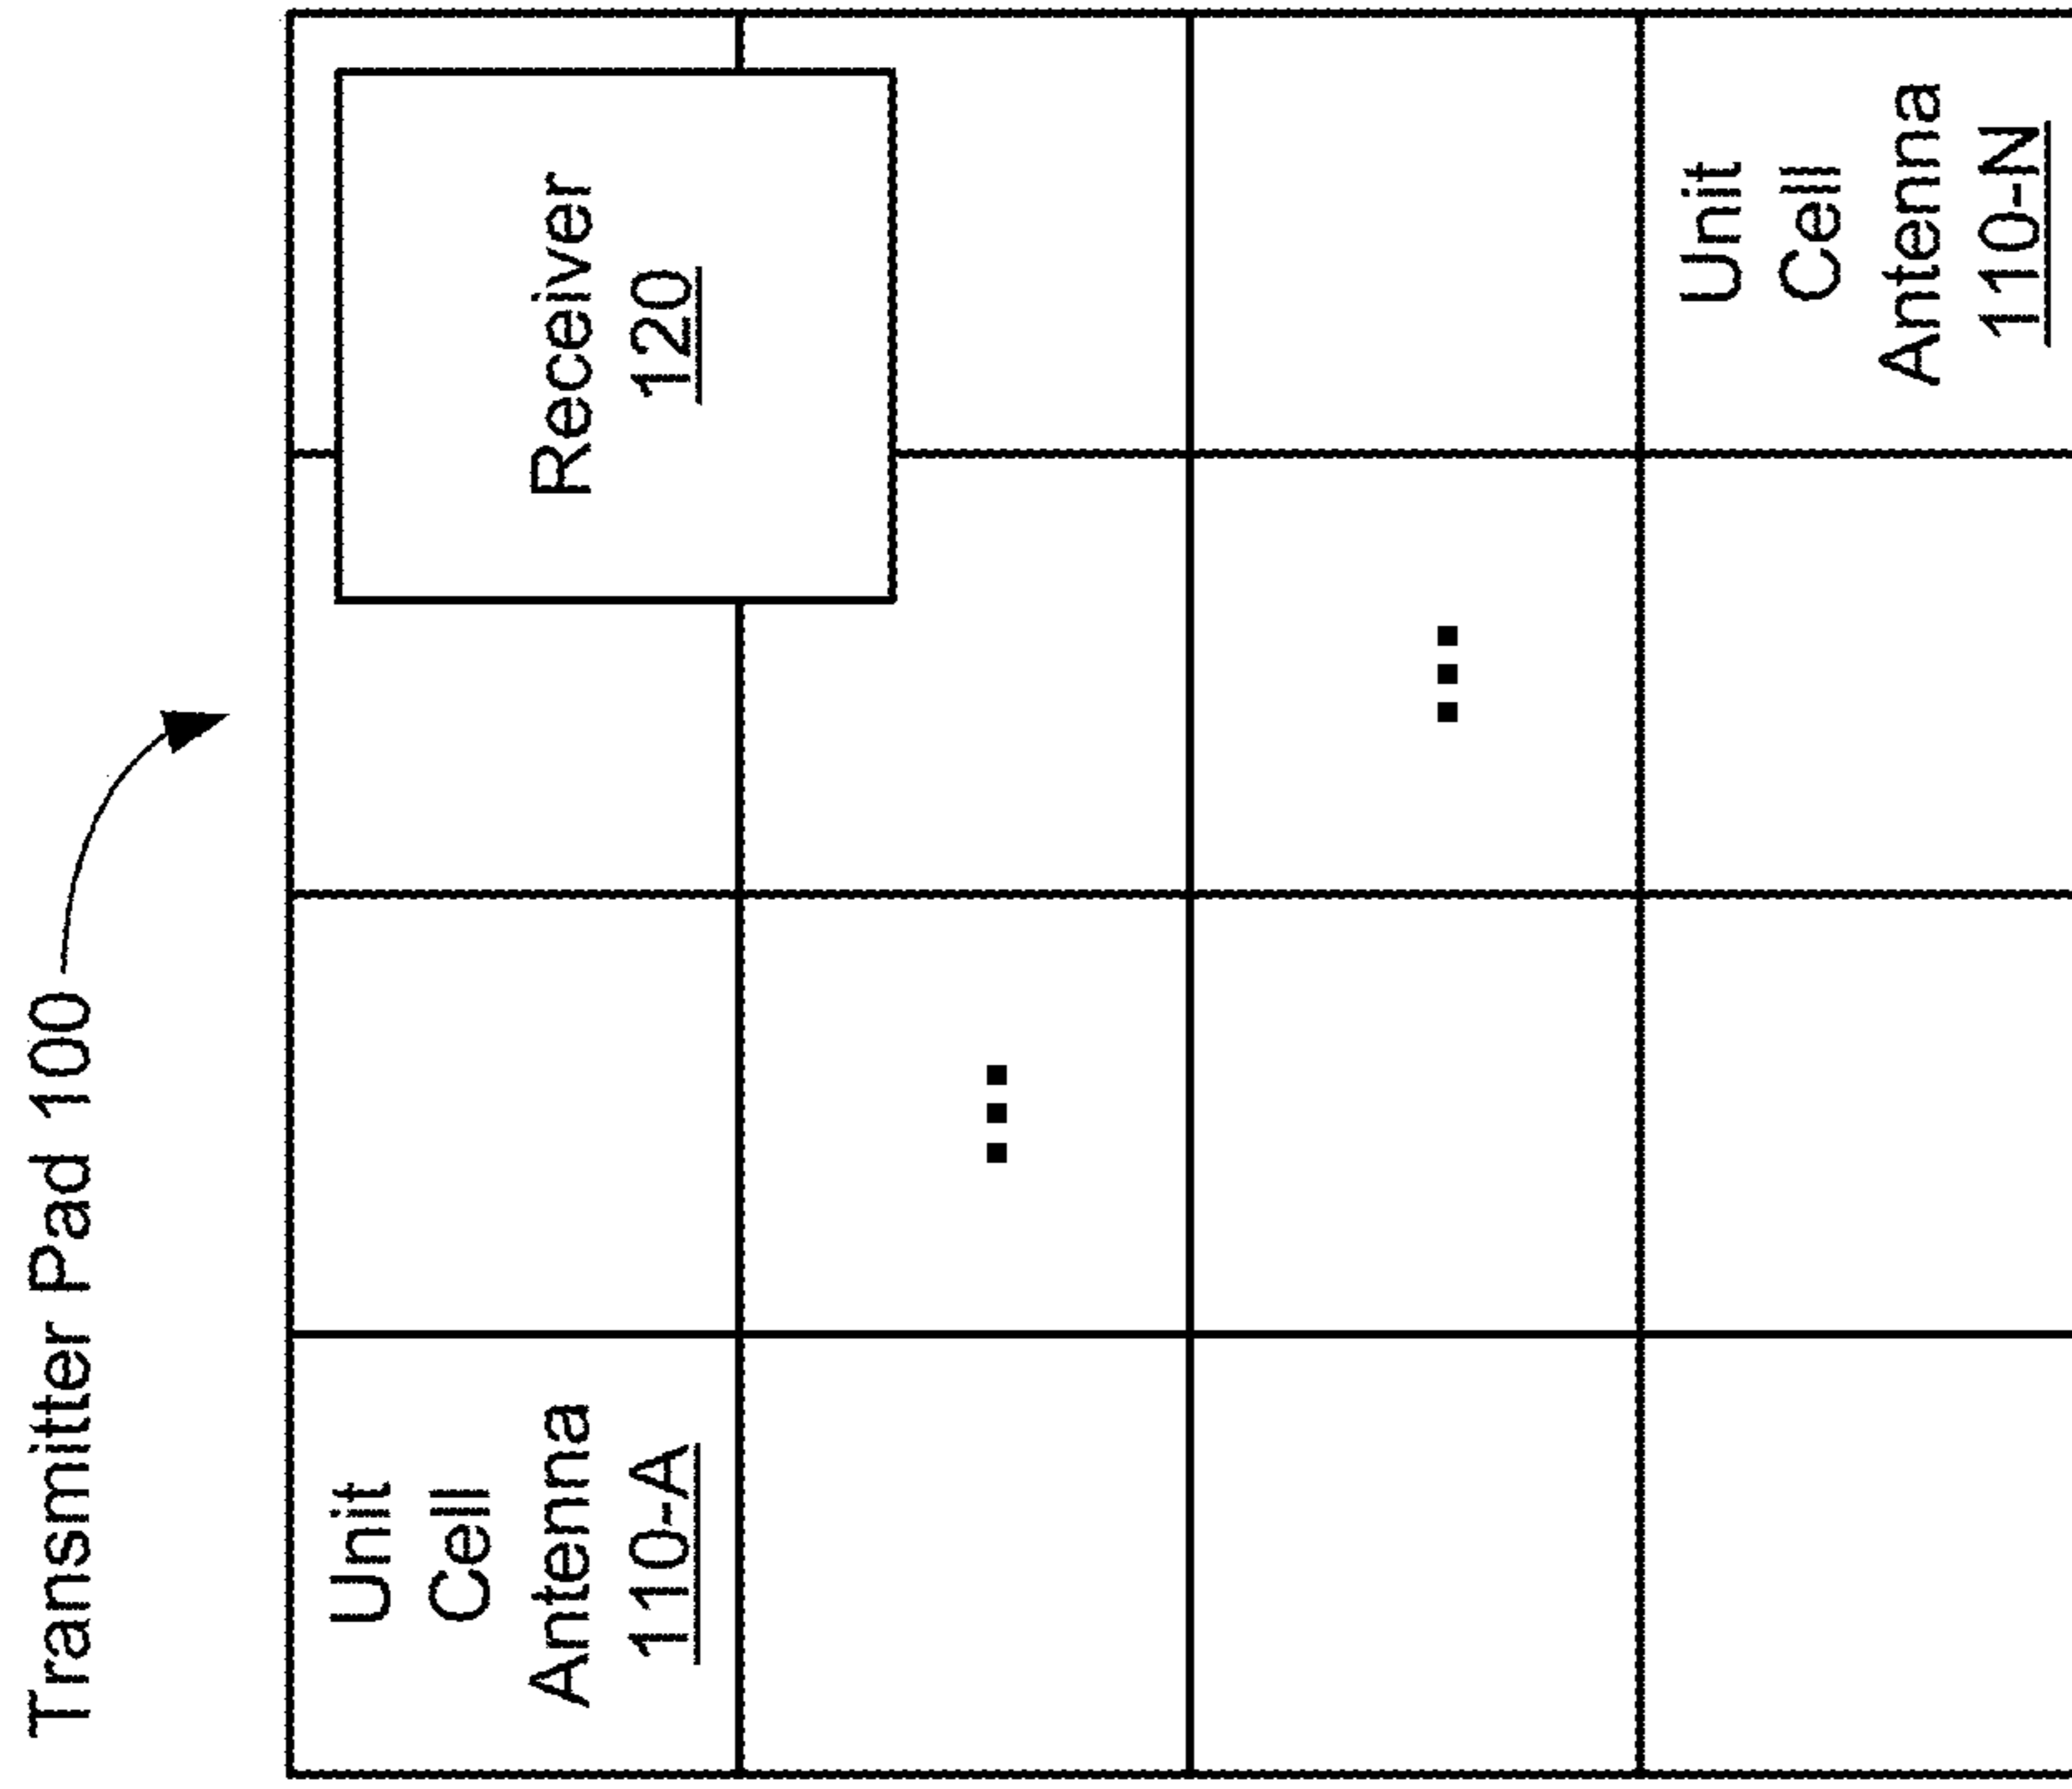 Transmitter Pad 100
Unit
Cell
Antenna
110-A
Receiver
120
...
...
Unit
Cell
Antenna
110-N